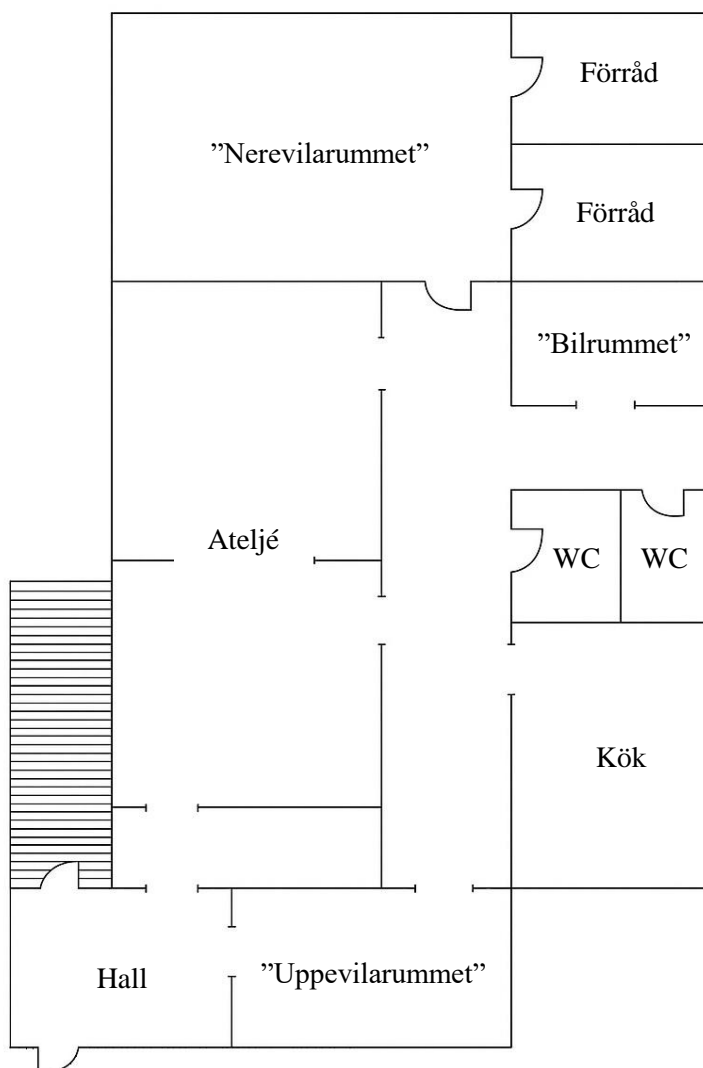 Förråd
”Nerevilarummet”
Förråd
”Bilrummet”
Ateljé
WC
WC
Kök
Hall
”Uppevilarummet”